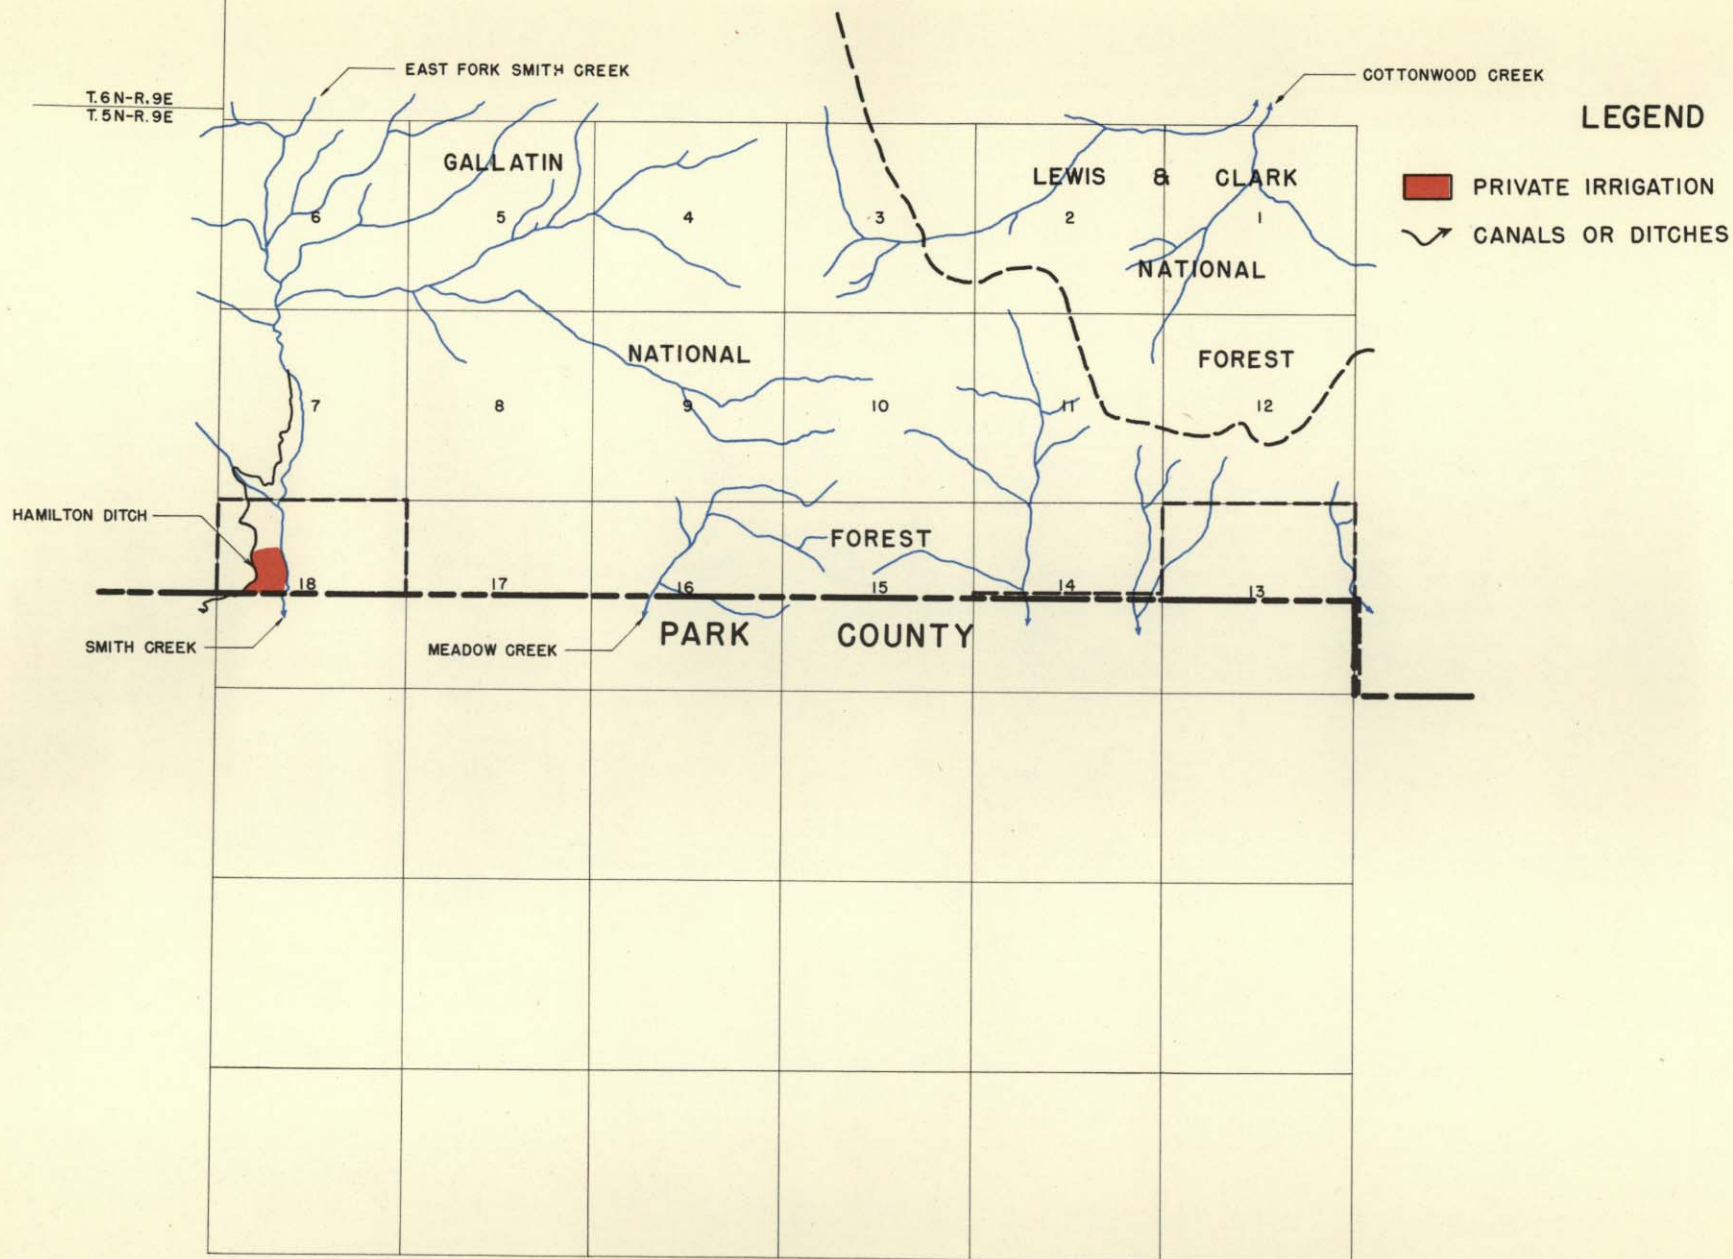 EAST FORK SMITH CREEK
COTTONWOOD CREEK
T.6N-R.9E
T.5N-R.9E
LEGEND
PRIVATE IRRIGATION
CANALS OR DITCHES
GALLATIN
LEWIS & CLARK
6 5 4 3 2 1
NATIONAL
NATIONAL
FOREST
7 8 9 10 11 12
HAMILTON DITCH
FOREST
18 17 16 15 14 13
SMITH CREEK
MEADOW CREEK
PARK COUNTY